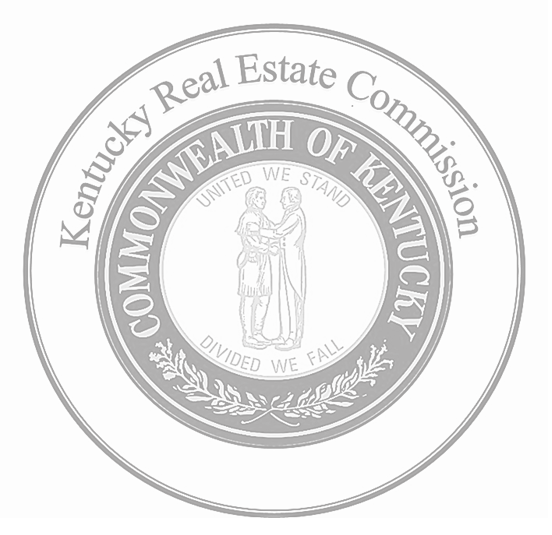 Kentucky Real Estate Commission
COMMONWEALTH OF KENTUCKY
UNITED WE STAND
DIVIDED WE FALL